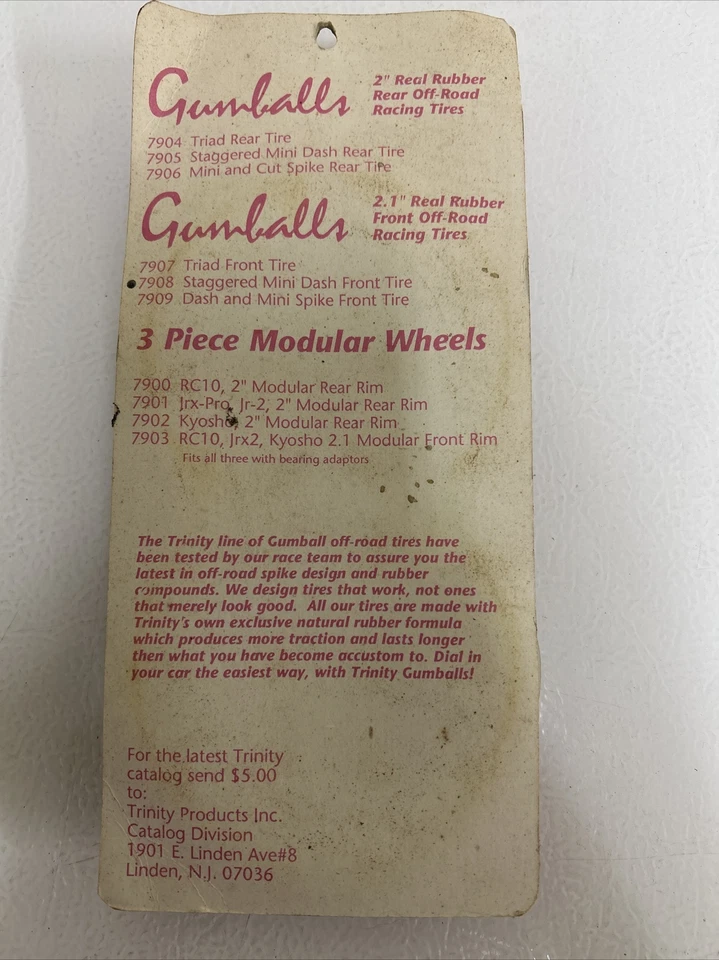 Gumballs
2" Real Rubber
Rear Off-Road
Racing Tires
7904 Triad Rear Tire
7905 Staggered Mini Dash Rear Tire
7906 Mini and Cut Spike Rear Tire
Gumballs
2.1" Real Rubber
Front Off-Road
Racing Tires
7907 Triad Front Tire
7908 Staggered Mini Dash Front Tire
7909 Dash and Mini Spike Front Tire
3 Piece Modular Wheels
7900 RC10, 2" Modular Rear Rim
7901 Jrx-Pro, Jr-2, 2" Modular Rear Rim
7902 Kyosho, 2" Modular Rear Rim
7903 RC10, Jrx2, Kyosho 2.1 Modular Front Rim
Fits all three with bearing adaptors
The Trinity line of Gumball off-road tires have
been tested by our race team to assure you the
latest in off-road spike design and rubber
compounds. We design tires that work, not ones
that merely look good. All our tires are made with
Trinity's own exclusive natural rubber formula
which produces more traction and lasts longer
then what you have become accustom to. Dial in
your car the easiest way, with Trinity Gumballs!
For the latest Trinity
catalog send $5.00
to:
Trinity Products Inc.
Catalog Division
1901 E. Linden Ave#8
Linden, N.J. 07036